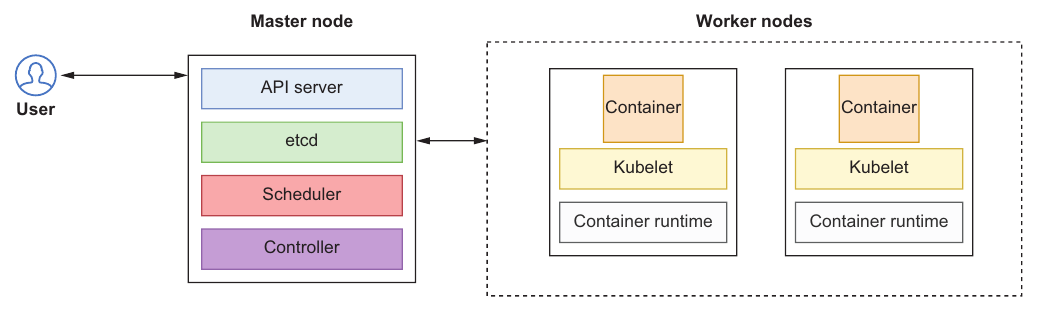 Master node
Worker nodes
User
API server
etcd
Scheduler
Controller
Container
Kubelet
Container runtime
Container
Kubelet
Container runtime